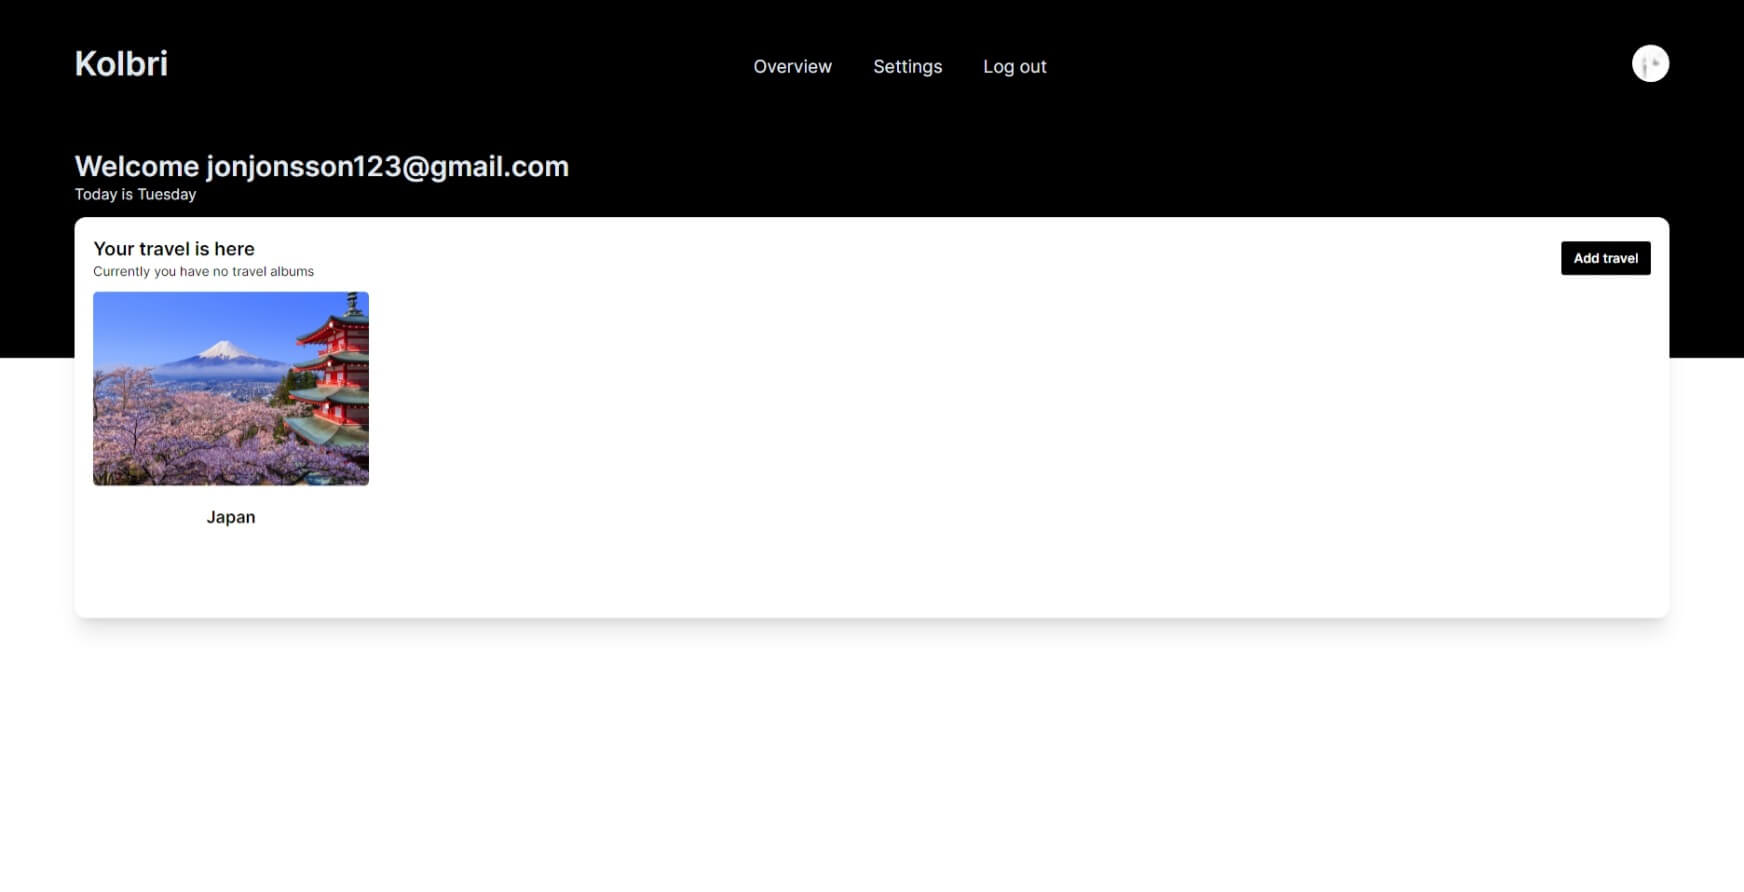 Kolbri
Overview Settings Log out
Welcome jonjonsson123@gmail.com
Today is Tuesday
Your travel is here
Currently you have no travel albums
Add travel
Japan